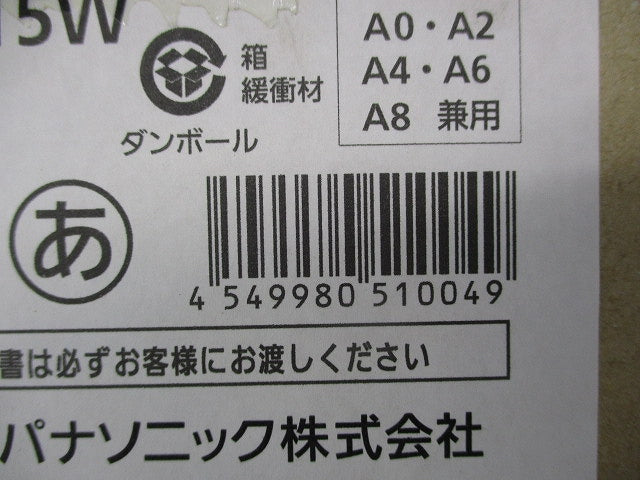 15W
箱
緩衝材
ダンボール
A0・A2
A4・A6
A8 兼用
あ
4 549980 510049
書は必ずお客様にお渡しください
パナソニック株式会社